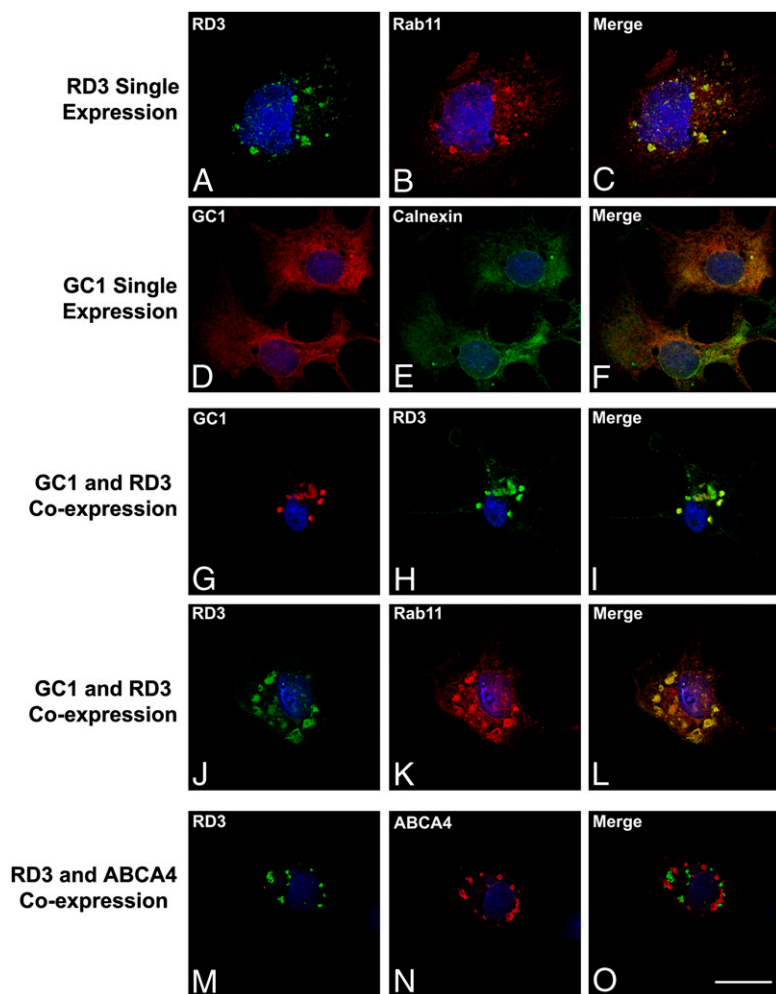 RD3 Rab11 Merge
RD3 Single
Expression
A B C
GC1 Calnexin Merge
GC1 Single
Expression
D E F
GC1 RD3 Merge
GC1 and RD3
Co-expression
G H I
RD3 Rab11 Merge
GC1 and RD3
Co-expression
J K L
RD3 ABCA4 Merge
RD3 and ABCA4
Co-expression
M N O